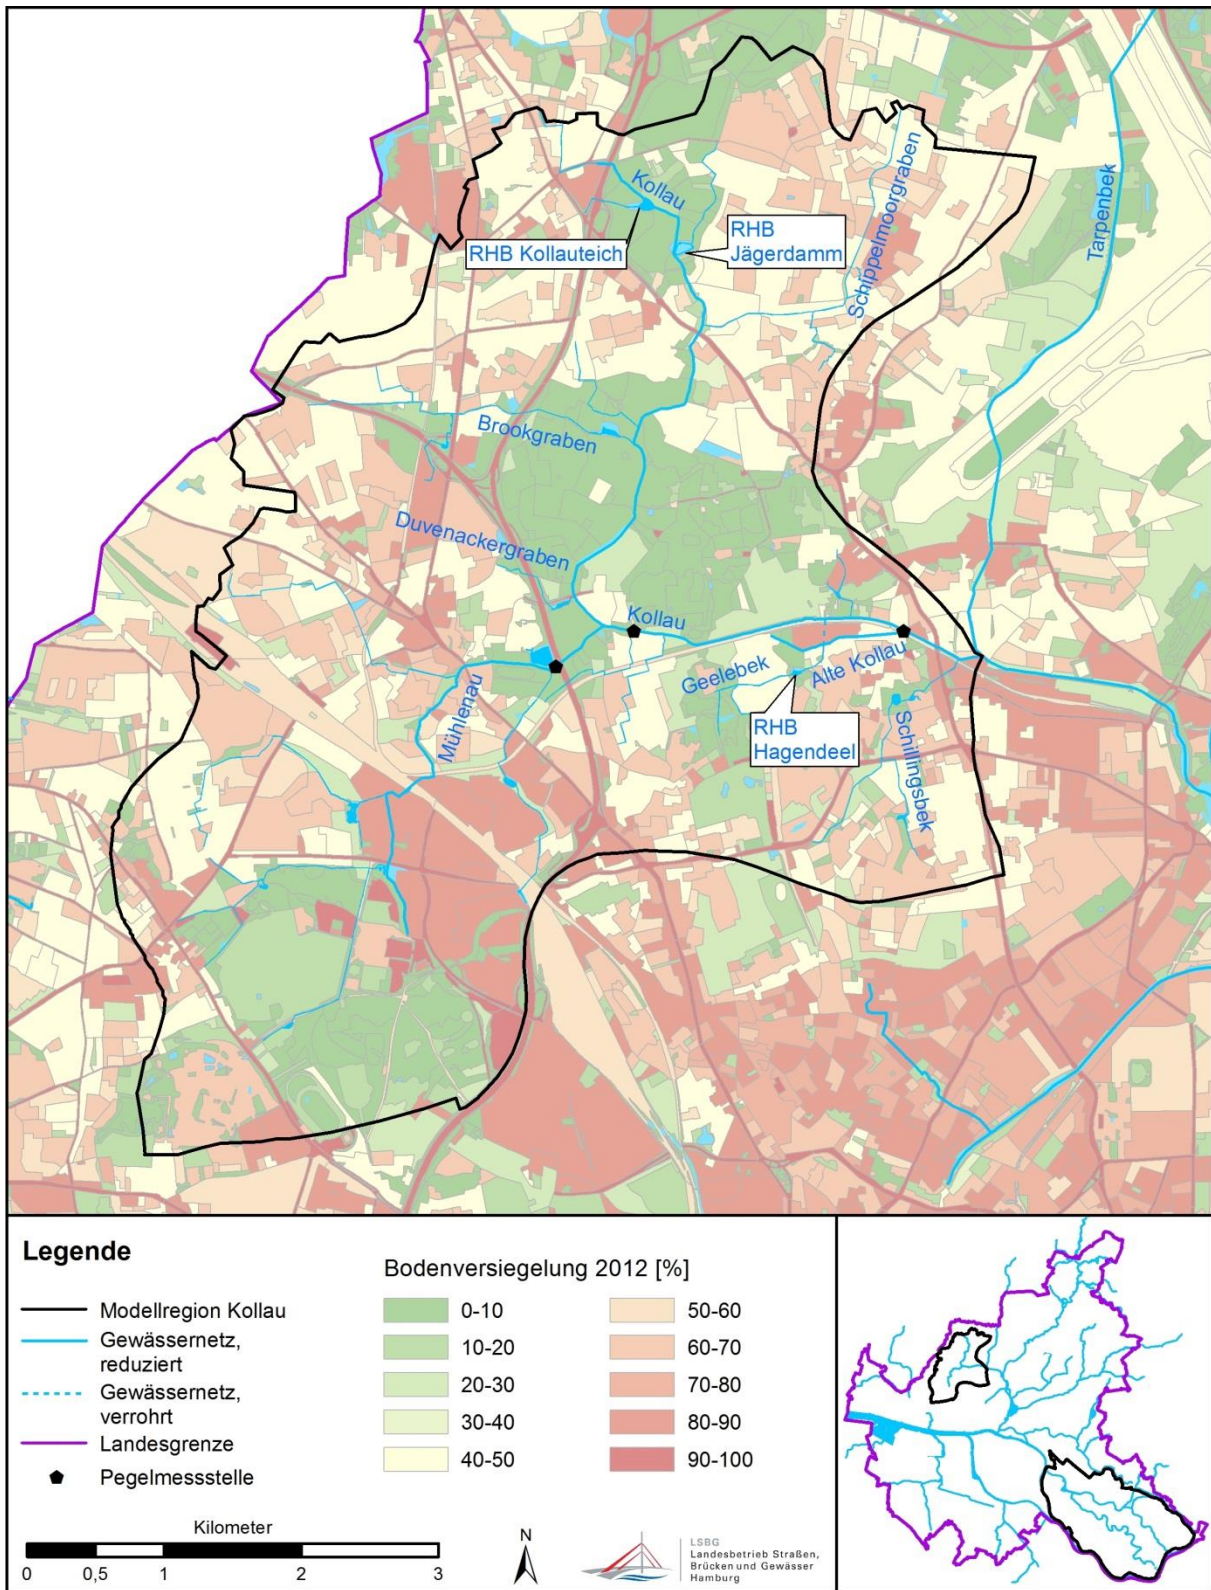 Kollau
RHB Kollauteich
RHB
Jägerdamm
Schippelmoorgraben
Tarpenbek
Brookgraben
Duvenackergraben
Kollau
Geelebek
Alte Kollau
Mühlenau
RHB
Hagendeel
Schillingsbek
Legende
Modellregion Kollau
Gewässernetz,
reduziert
Gewässernetz,
verrohrt
Landesgrenze
Pegelmessstelle
Bodenversiegelung 2012 [%]
0-10
10-20
20-30
30-40
40-50
50-60
60-70
70-80
80-90
90-100
Kilometer
0 0,5 1 2 3
N
LSBG
Landesbetrieb Straßen,
Brücken und Gewässer
Hamburg